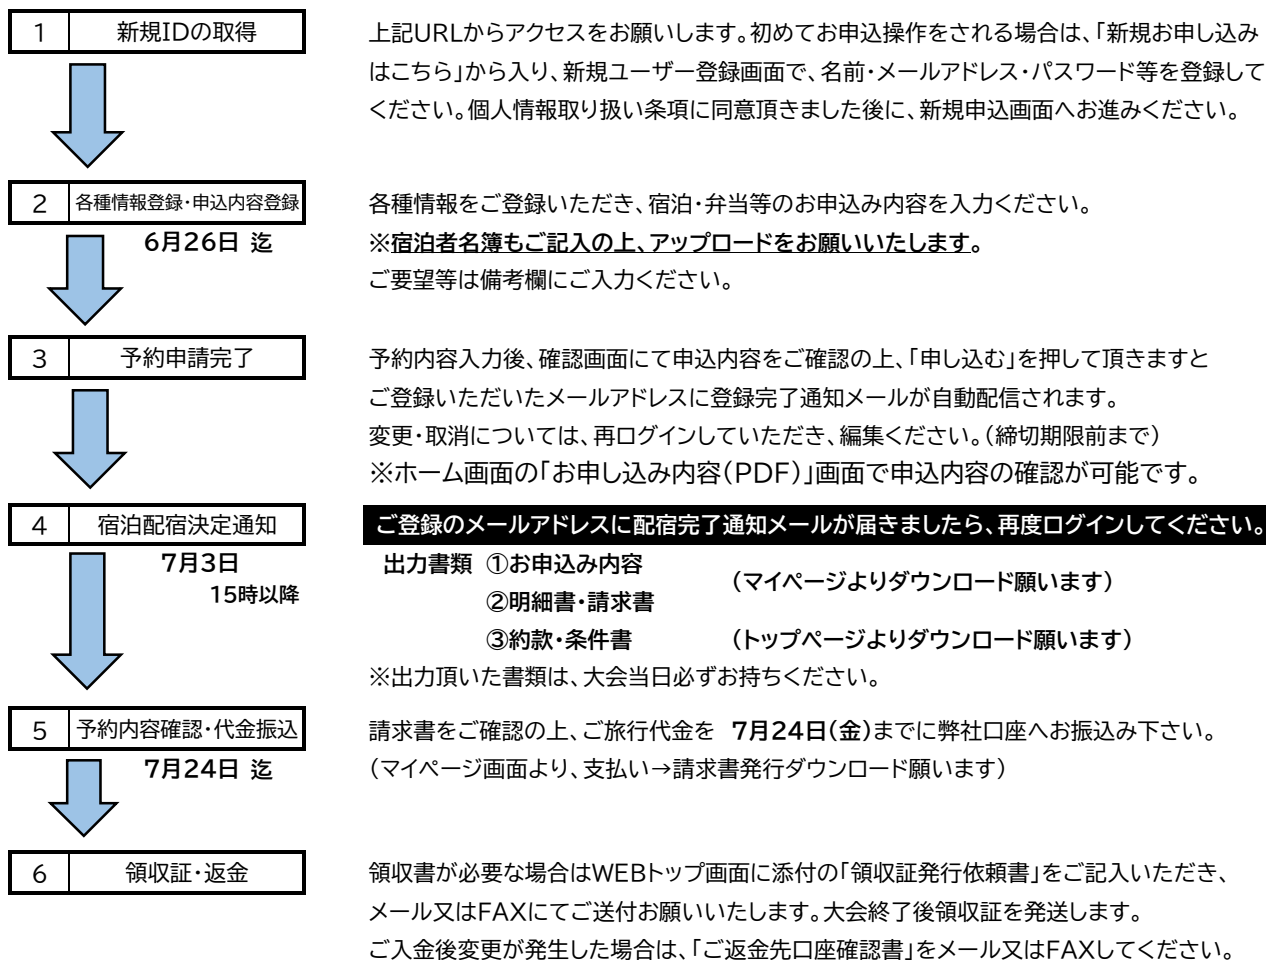 1 新規IDの取得
上記URLからアクセスをお願いします。初めてお申込操作をされる場合は、「新規お申し込み
はこちら」から入り、新規ユーザー登録画面で、名前・メールアドレス・パスワード等を登録して
ください。個人情報取り扱い条項に同意頂きました後に、新規申込画面へお進みください。
2 各種情報登録・申込内容登録
6月26日 迄
各種情報をご登録いただき、宿泊・弁当等のお申込み内容を入力ください。
※宿泊者名簿もご記入の上、アップロードをお願いいたします。
ご要望等は備考欄にご入力ください。
3 予約申請完了
予約内容入力後、確認画面にて申込内容をご確認の上、「申し込む」を押して頂きますと
ご登録いただいたメールアドレスに登録完了通知メールが自動配信されます。
変更・取消については、再ログインしていただき、編集ください。(締切期限前まで)
※ホーム画面の「お申し込み内容(PDF)」画面で申込内容の確認が可能です。
4 宿泊配宿決定通知
7月3日
15時以降
ご登録のメールアドレスに配宿完了通知メールが届きましたら、再度ログインしてください。
出力書類 ①お申込み内容
②明細書・請求書
(マイページよりダウンロード願います)
③約款・条件書 (トップページよりダウンロード願います)
※出力頂いた書類は、大会当日必ずお持ちください。
5 予約内容確認・代金振込
7月24日 迄
請求書をご確認の上、ご旅行代金を 7月24日(金)までに弊社口座へお振込み下さい。
(マイページ画面より、支払い→請求書発行ダウンロード願います)
6 領収証・返金
領収書が必要な場合はWEBトップ画面に添付の「領収証発行依頼書」をご記入いただき、
メール又はFAXにてご送付お願いいたします。大会終了後領収証を発送します。
ご入金後変更が発生した場合は、「ご返金先口座確認書」をメール又はFAXしてください。